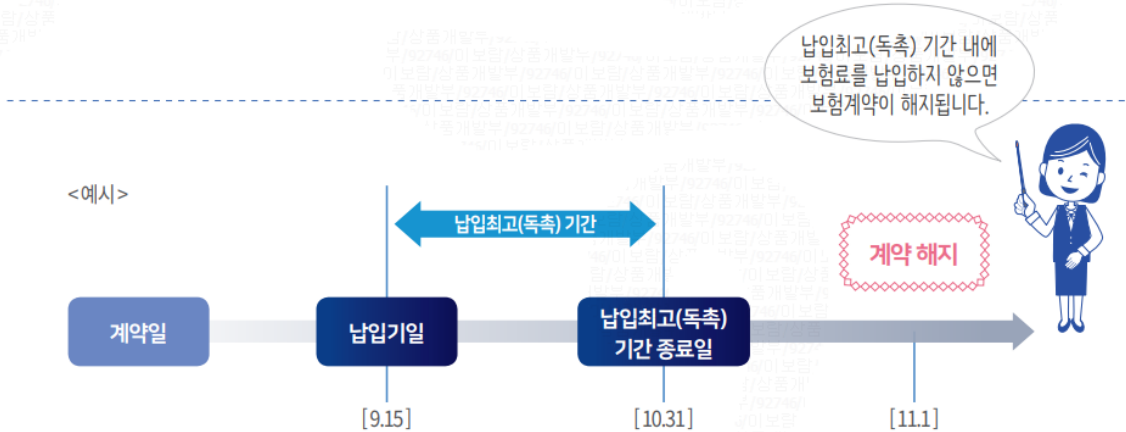 납입최고(독촉) 기간 내에
보험료를 납입하지 않으면
보험계약이 해지됩니다.
<예시>
납입최고(독촉) 기간
계약 해지
계약일
납입기일
납입최고(독촉)
기간 종료일
[9.15]
[10.31]
[11.1]